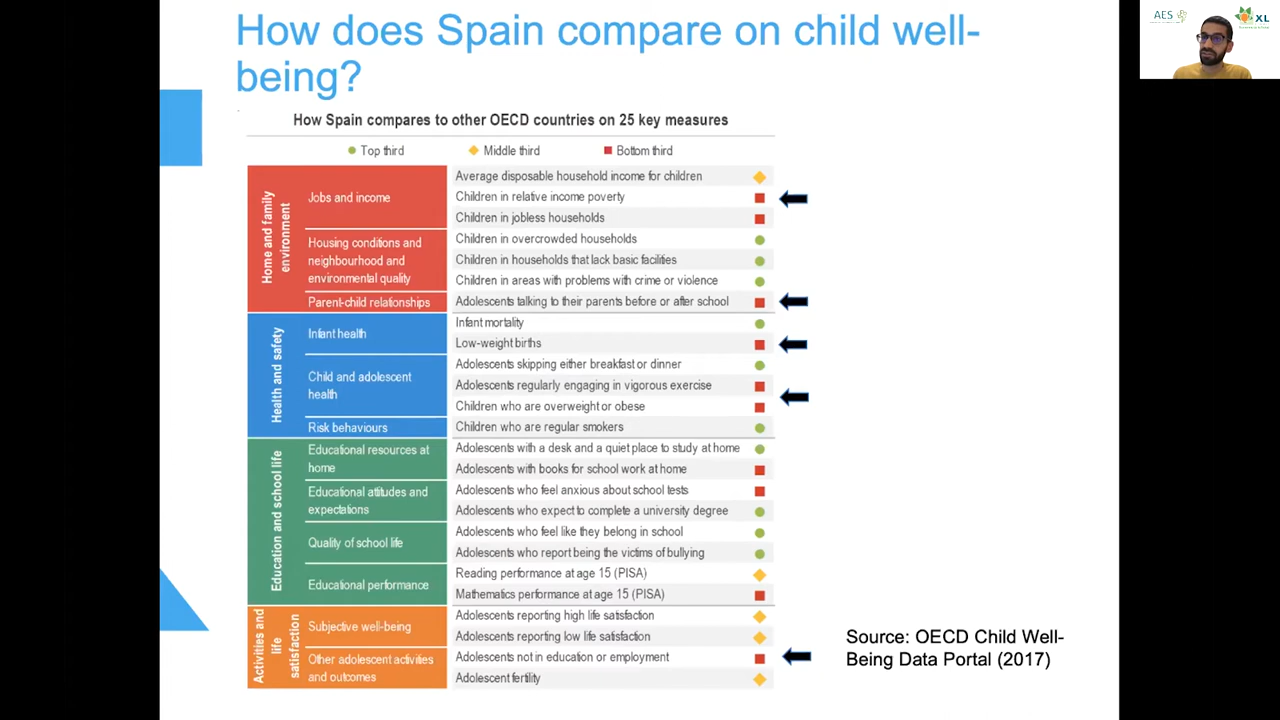 How does Spain compare on child well-
being?
AES
XL
How Spain compares to other OECD countries on 25 key measures
Top third
Middle third
Bottom third
Home and family
environment
Jobs and income
Average disposable household income for children
Children in relative income poverty
Children in jobless households
Housing conditions and
neighbourhood and
environmental quality
Children in overcrowded households
Children in households that lack basic facilities
Children in areas with problems with crime or violence
Parent-child relationships
Adolescents talking to their parents before or after school
Health and safety
Infant health
Infant mortality
Low-weight births
Child and adolescent
health
Adolescents skipping either breakfast or dinner
Adolescents regularly engaging in vigorous exercise
Children who are overweight or obese
Risk behaviours
Children who are regular smokers
Education and school life
Educational resources at
home
Adolescents with a desk and a quiet place to study at home
Adolescents with books for school work at home
Educational attitudes and
expectations
Adolescents who feel anxious about school tests
Adolescents who expect to complete a university degree
Quality of school life
Adolescents who feel like they belong in school
Adolescents who report being the victims of bullying
Educational performance
Reading performance at age 15 (PISA)
Mathematics performance at age 15 (PISA)
Activities and
life
satisfaction
Subjective well-being
Adolescents reporting high life satisfaction
Adolescents reporting low life satisfaction
Other adolescent activities
and outcomes
Adolescents not in education or employment
Adolescent fertility
Source: OECD Child Well-
Being Data Portal (2017)